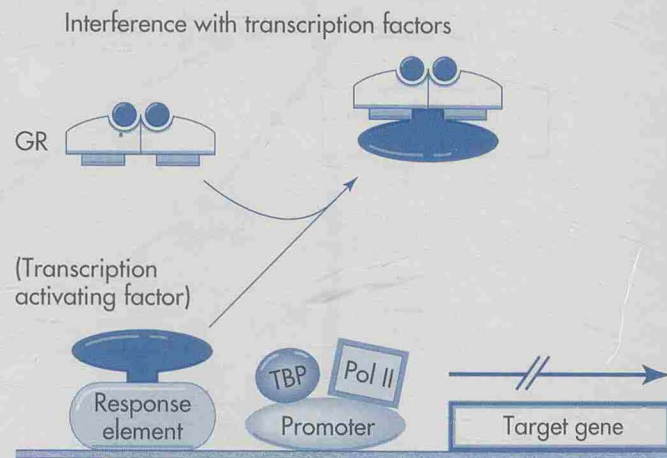 Interference with transcription factors
GR
(Transcription
activating factor)
TBP
Pol II
Response
element
Promoter
Target gene